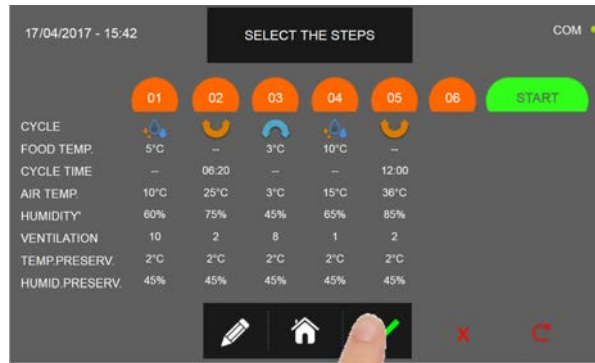 17/04/2017 - 15:42 SELECT THE STEPS COM
01 02 03 04 05 06 START
CYCLE
FOOD TEMP. 5°C -- 3°C 10°C --
CYCLE TIME -- 06:20 -- -- 12:00
AIR TEMP. 10°C 25°C 3°C 15°C 36°C
HUMIDITY' 60% 75% 45% 65% 85%
VENTILATION 10 2 8 1 2
TEMP.PRESERV. 2°C 2°C 2°C 2°C 2°C
HUMID.PRESERV. 45% 45% 45% 45% 45%
X